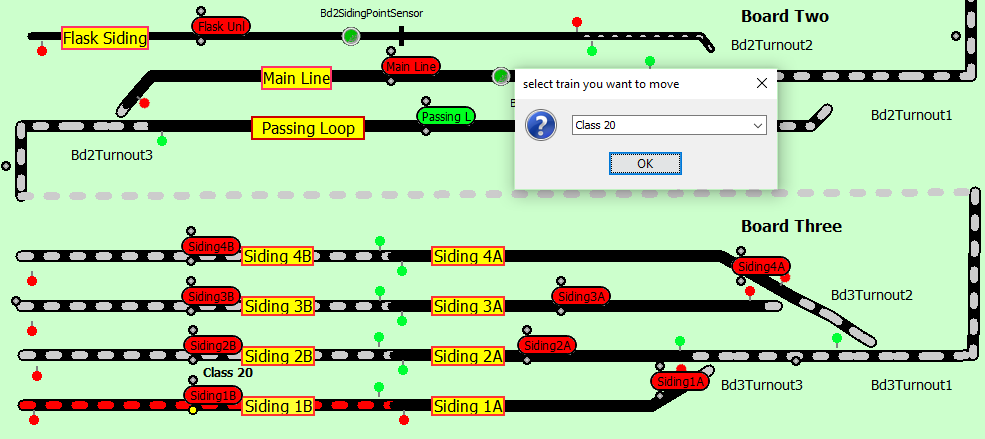 Bd2SidingPointSensor
Board Two
Flask Unl
Flask Siding
Bd2Turnout2
Main Line
Main Line
select train you want to move
Class 20
OK
Passing L
Passing Loop
Bd2Turnout1
Bd2Turnout3
Board Three
Siding4B
Siding 4B
Siding 4A
Siding4A
Siding3B
Siding 3B
Siding 3A
Siding3A
Bd3Turnout2
Siding2B
Siding 2B
Siding 2A
Siding2A
Class 20
Siding1A
Bd3Turnout3
Bd3Turnout1
Siding1B
Siding 1B
Siding 1A